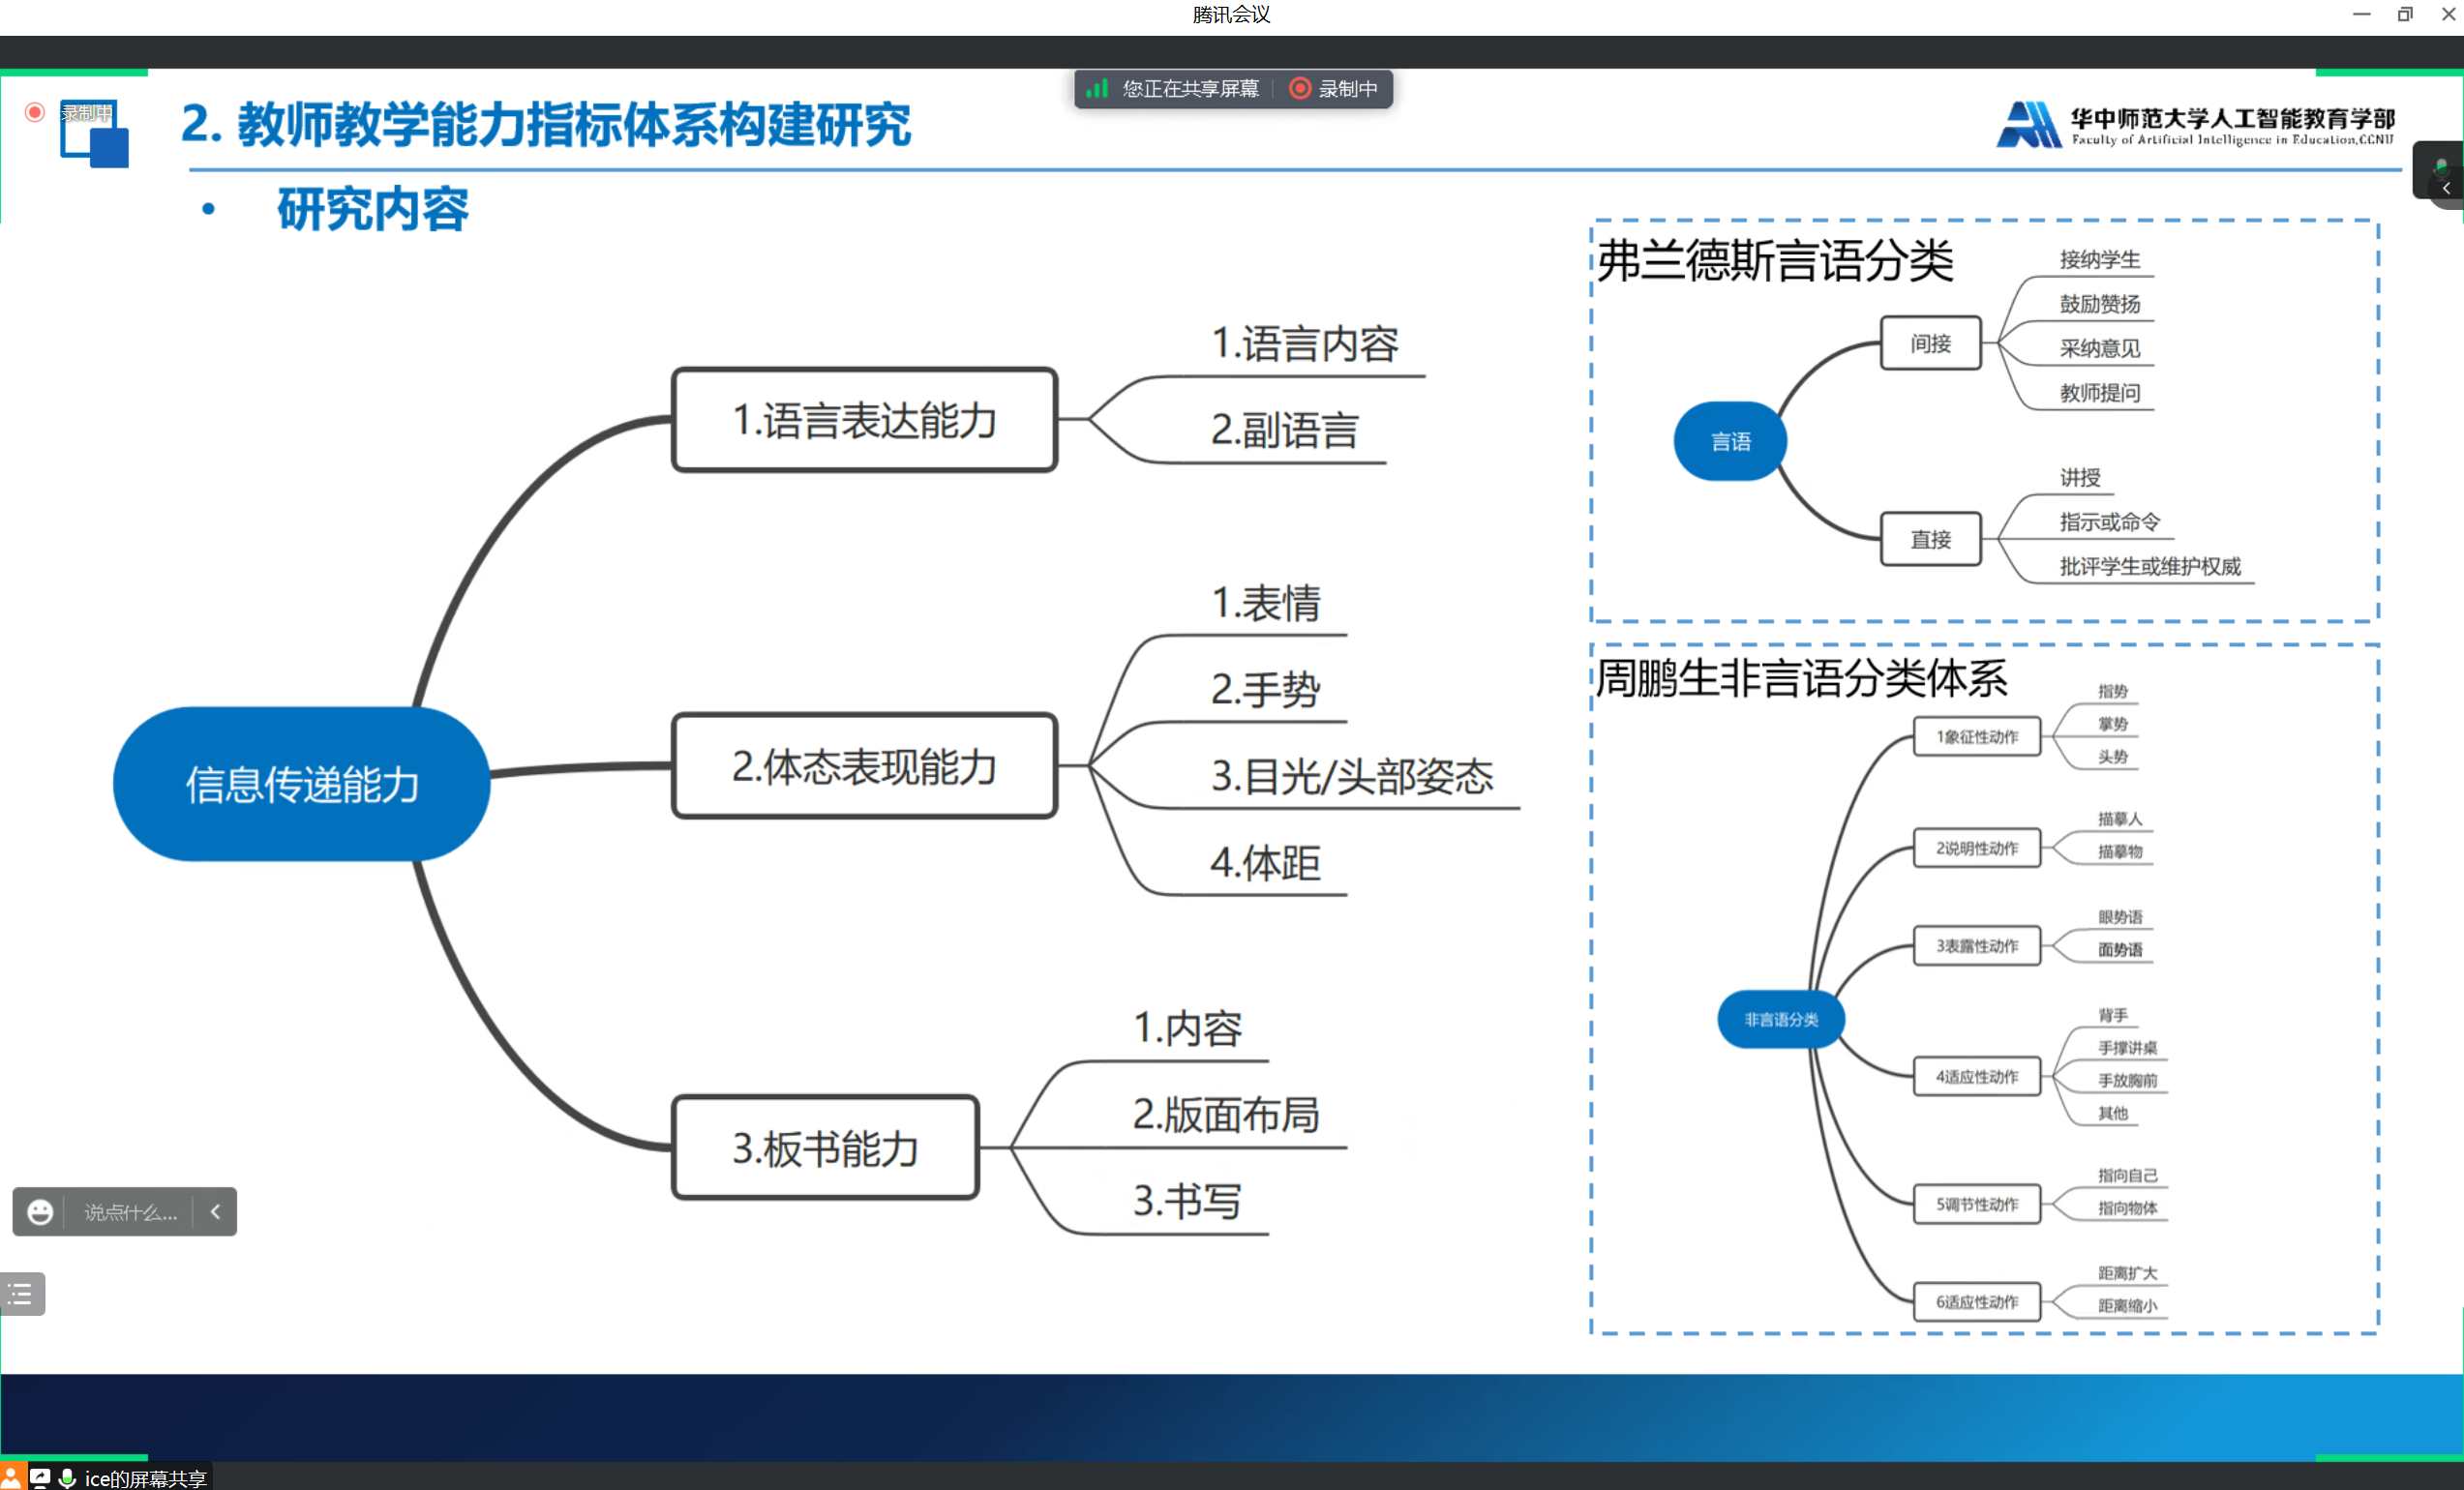 腾讯会议
您正在共享屏幕
录制中
录制中
2. 教师教学能力指标体系构建研究
华中师范大学人工智能教育学部
Faculty of Artificial Intelligence in Education,CCNU
• 研究内容
信息传递能力
1.语言表达能力
1.语言内容
2.副语言
2.体态表现能力
1.表情
2.手势
3.目光/头部姿态
4.体距
3.板书能力
1.内容
2.版面布局
3.书写
弗兰德斯言语分类
言语
间接
接纳学生
鼓励赞扬
采纳意见
教师提问
直接
讲授
指示或命令
批评学生或维护权威
周鹏生非言语分类体系
非言语分类
1象征性动作
指势
掌势
头势
2说明性动作
描摹人
描摹物
3表露性动作
眼势语
面势语
4适应性动作
背手
手撑讲桌
手放胸前
其他
5调节性动作
指向自己
指向物体
6适应性动作
距离扩大
距离缩小
说点什么...
ice的屏幕共享